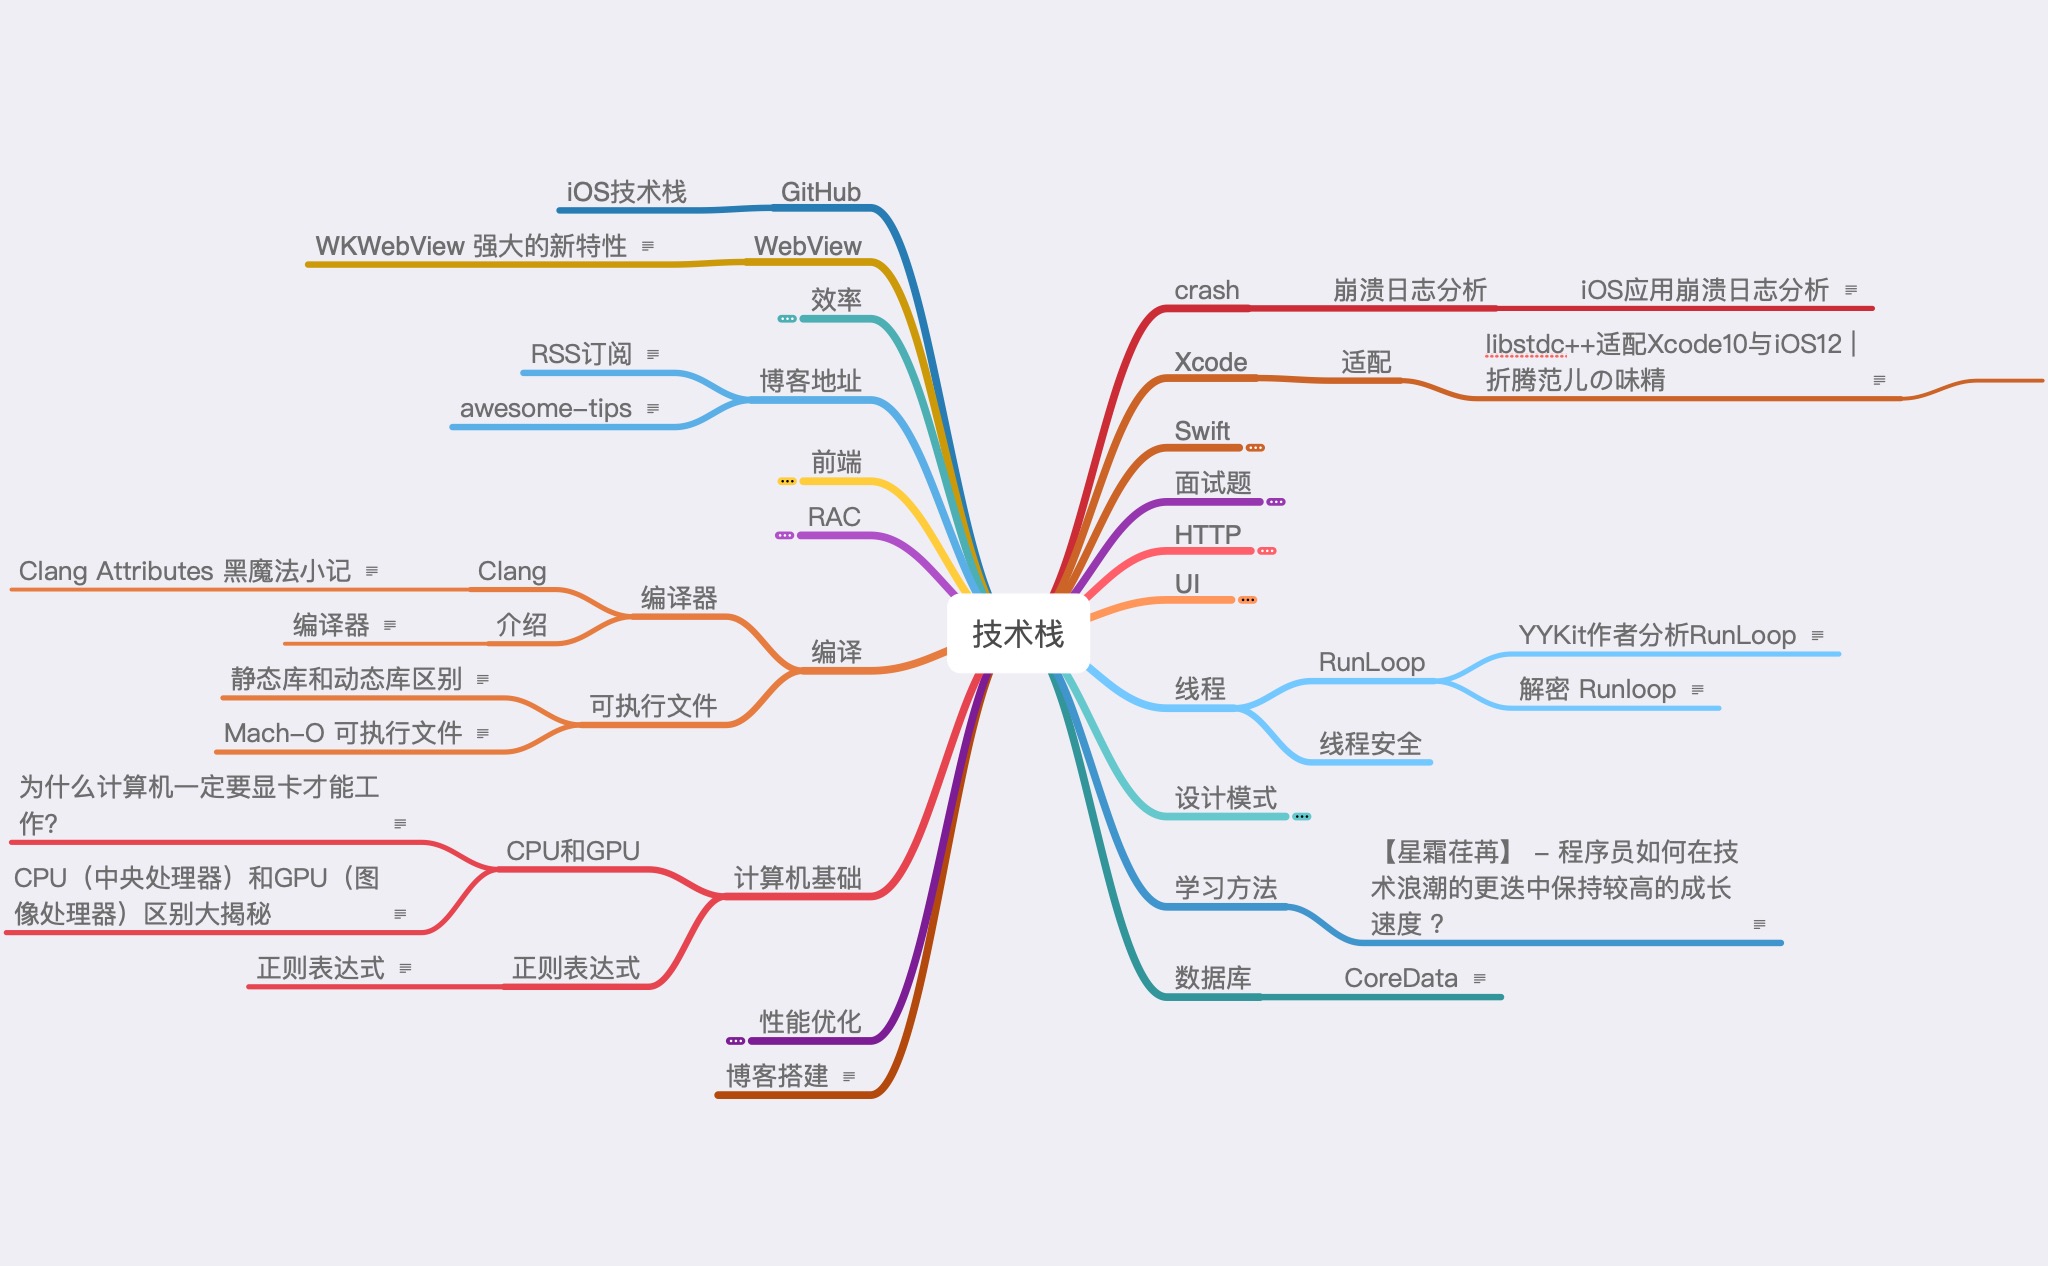 技术栈
GitHub
iOS技术栈
WebView
WKWebView 强大的新特性
效率
博客地址
RSS订阅
awesome-tips
前端
RAC
编译
编译器
Clang
Clang Attributes 黑魔法小记
介绍
编译器
可执行文件
静态库和动态库区别
Mach-O 可执行文件
计算机基础
CPU和GPU
为什么计算机一定要显卡才能工
作?
CPU（中央处理器）和GPU（图
像处理器）区别大揭秘
正则表达式
正则表达式
性能优化
博客搭建
crash
崩溃日志分析
iOS应用崩溃日志分析
Xcode
适配
libstdc++适配Xcode10与iOS12 |
折腾范儿の味精
Swift
面试题
HTTP
UI
线程
RunLoop
YYKit作者分析RunLoop
解密 Runloop
线程安全
设计模式
学习方法
【星霜荏苒】 - 程序员如何在技
术浪潮的更迭中保持较高的成长
速度 ?
数据库
CoreData